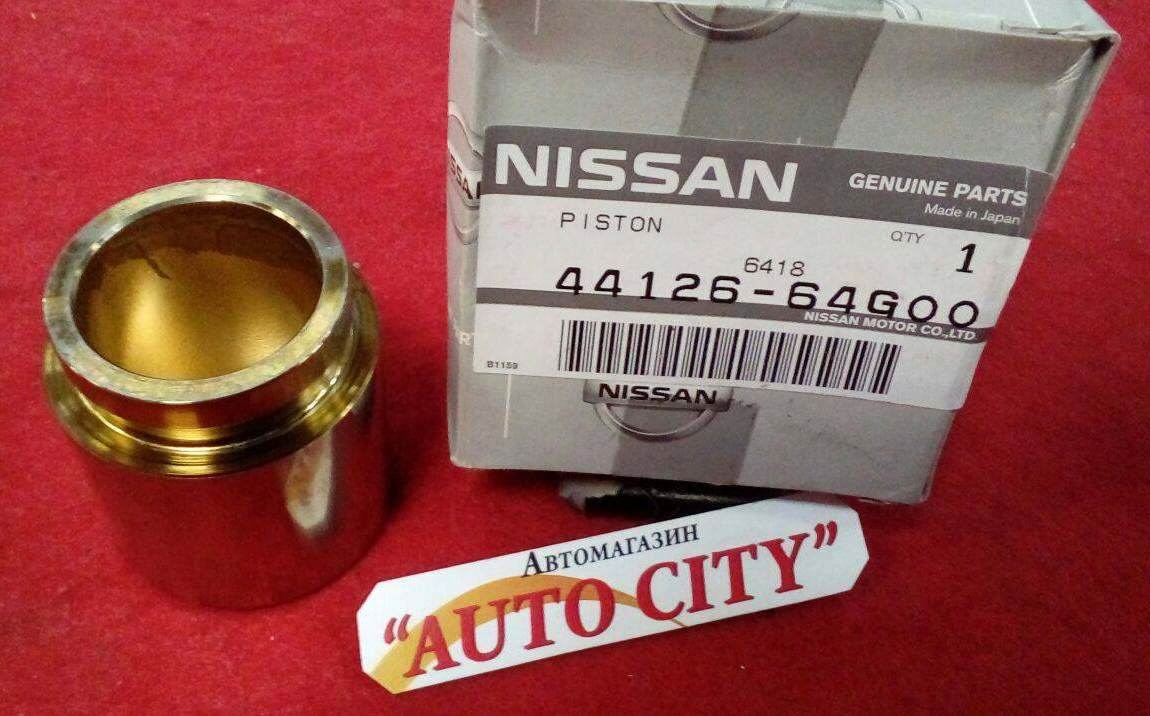 NISSAN
GENUINE PARTS
Made in Japan
PISTON
Q'TY 1
6418
44126-64G00
NISSAN MOTOR CO.,LTD.
B1159
NISSAN
Автомагазин
“AUTO CITY”